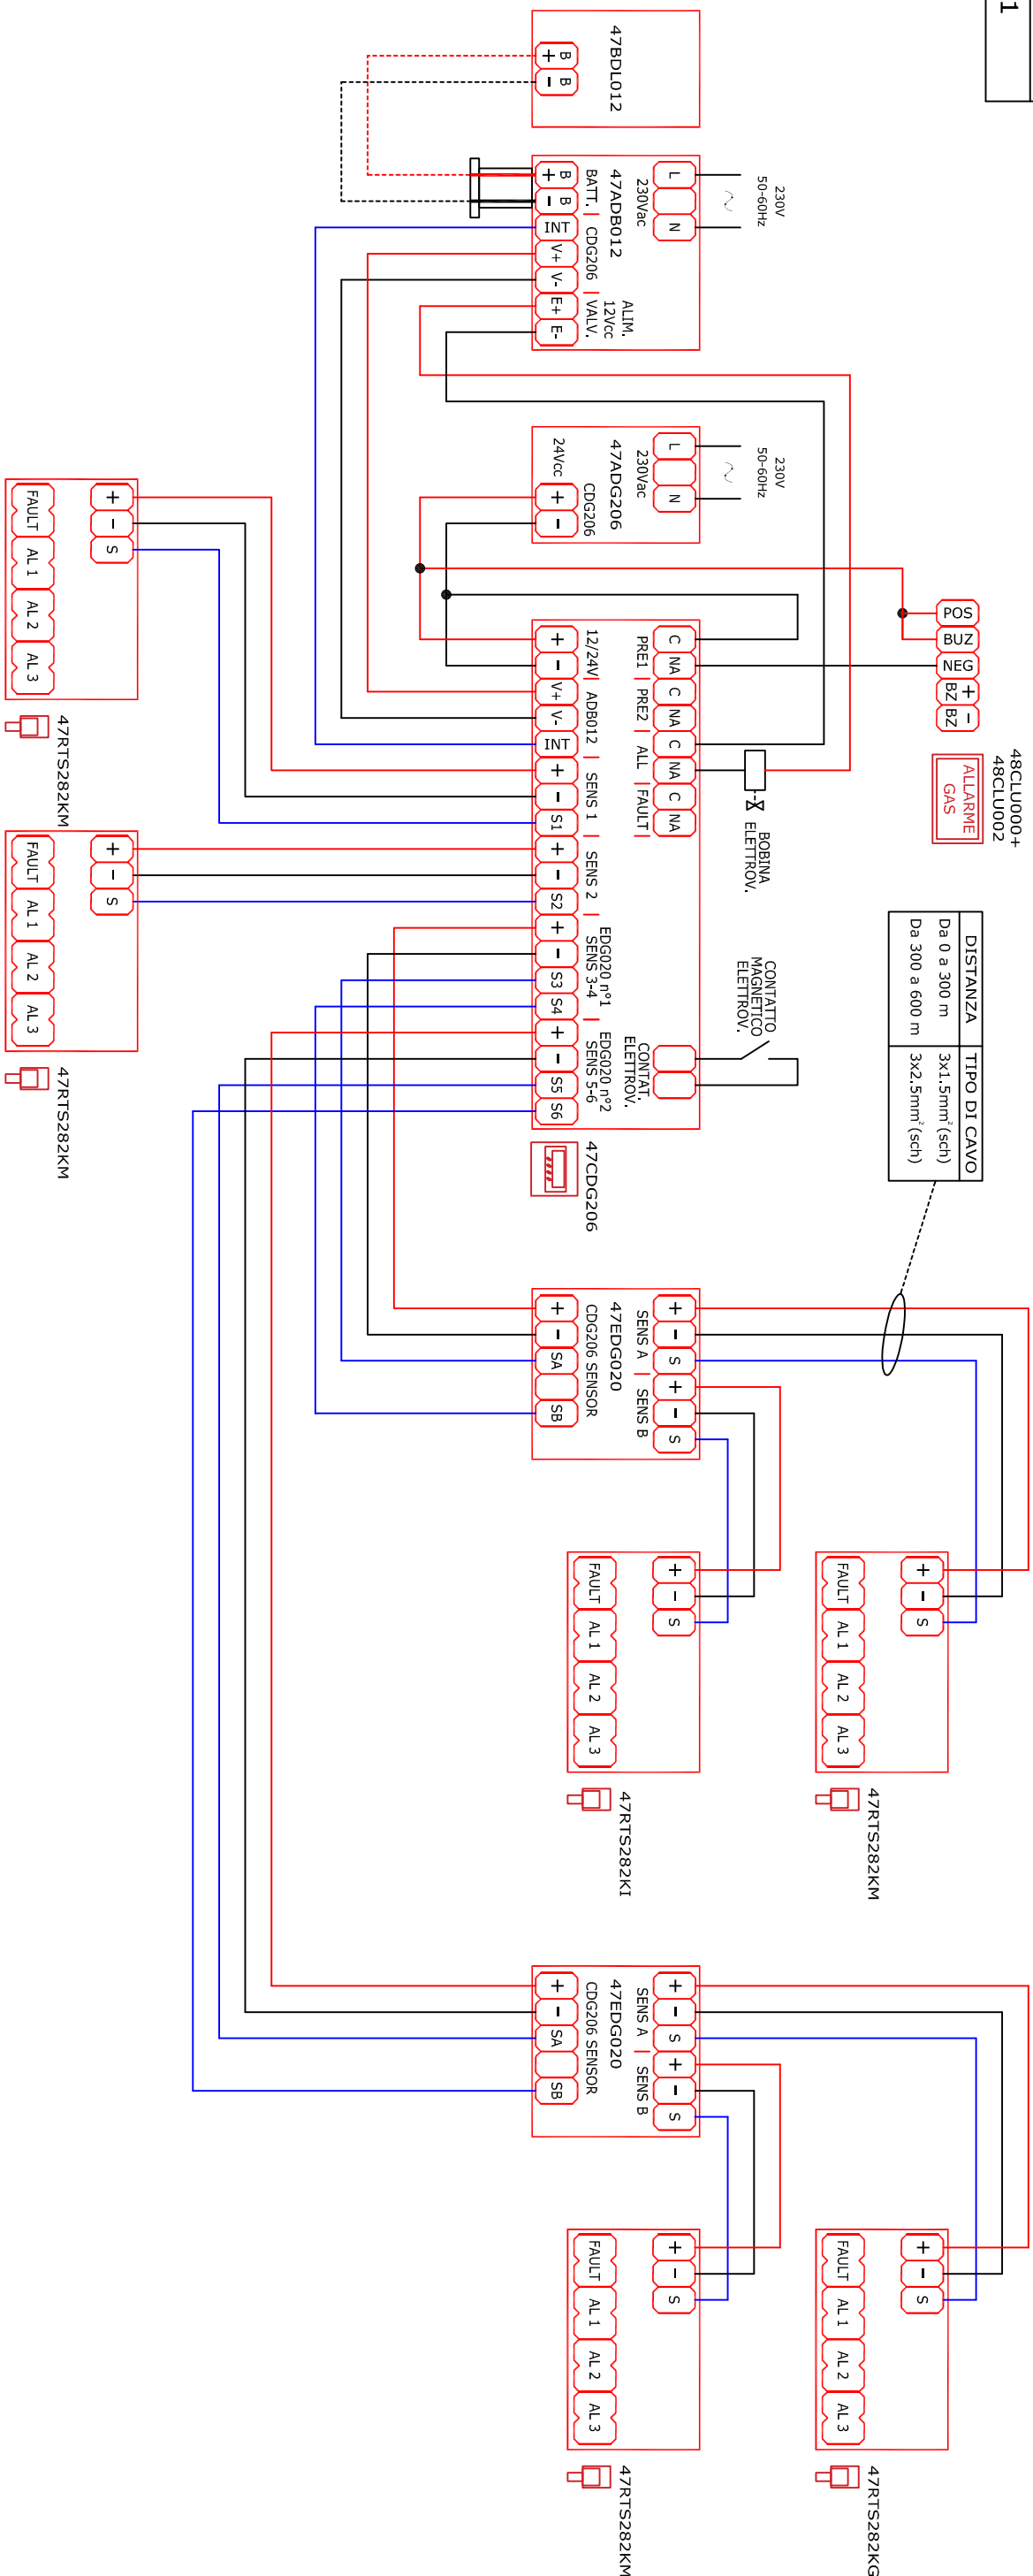 1
47BDL012
B
+
B
-
230V
50-60Hz
L
N
230Vac
47ADB012
ALIM.
12Vcc
VALV.
BATT.
CDG206
B
+
B
-
INT
V+
V-
E+
E-
230V
50-60Hz
L
N
230Vac
47ADG206
24Vcc
CDG206
+
-
POS
BUZ
NEG
+
BZ
-
BZ
48CLU000+
48CLU002
ALLARME
GAS
C
NA
C
NA
C
NA
C
NA
PRE1
PRE2
ALL
FAULT
BOBINA
ELETTROV.
CONTATTO
MAGNETICO
ELETTROV.
CONTAT.
ELETTROV.
12/24V
ADB012
SENS 1
SENS 2
EDG020 n°1
SENS 3-4
EDG020 n°2
SENS 5-6
+
-
V+
V-
INT
+
-
S1
+
-
S2
+
-
S3
S4
+
-
S5
S6
47CDG206
DISTANZA
TIPO DI CAVO
Da 0 a 300 m
3x1.5mm²(sch)
Da 300 a 600 m
3x2.5mm²(sch)
+
-
S
FAULT
AL 1
AL 2
AL 3
47RTS282KM
+
-
S
FAULT
AL 1
AL 2
AL 3
47RTS282KM
+
-
S
+
-
S
SENS A
SENS B
47EDG020
CDG206 SENSOR
+
-
SA
SB
+
-
S
FAULT
AL 1
AL 2
AL 3
47RTS282KM
+
-
S
FAULT
AL 1
AL 2
AL 3
47RTS282KI
+
-
S
+
-
S
SENS A
SENS B
47EDG020
CDG206 SENSOR
+
-
SA
SB
+
-
S
FAULT
AL 1
AL 2
AL 3
47RTS282KG
+
-
S
FAULT
AL 1
AL 2
AL 3
47RTS282KM